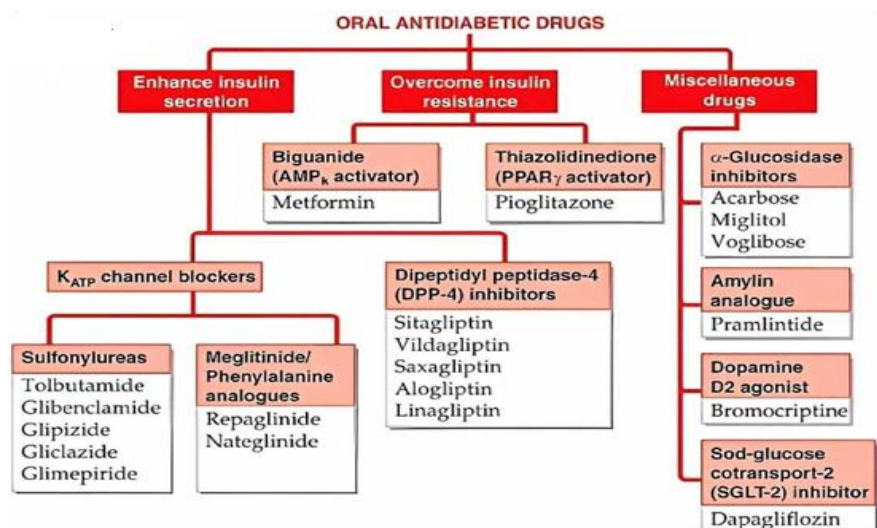 ORAL ANTIDIABETIC DRUGS
Enhance insulin
secretion
Overcome insulin
resistance
Miscellaneous
drugs
Biguanide
(AMPₖ activator)
Metformin
Thiazolidinedione
(PPARγ activator)
Pioglitazone
α-Glucosidase
inhibitors
Acarbose
Miglitol
Voglibose
K_ATP channel blockers
Dipeptidyl peptidase-4
(DPP-4) inhibitors
Sitagliptin
Vildagliptin
Saxagliptin
Alogliptin
Linagliptin
Amylin
analogue
Pramlintide
Sulfonylureas
Tolbutamide
Glibenclamide
Glipizide
Gliclazide
Glimepiride
Meglitinide/
Phenylalanine
analogues
Repaglinide
Nateglinide
Dopamine
D2 agonist
Bromocriptine
Sod-glucose
cotransport-2
(SGLT-2) inhibitor
Dapagliflozin